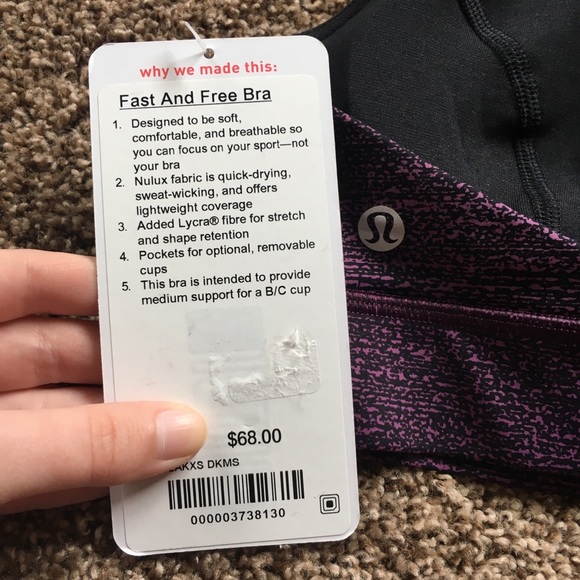 why we made this:
Fast And Free Bra
1. Designed to be soft,
comfortable, and breathable so
you can focus on your sport—not
your bra
2. Nulux fabric is quick-drying,
sweat-wicking, and offers
lightweight coverage
3. Added Lycra® fibre for stretch
and shape retention
4. Pockets for optional, removable
cups
5. This bra is intended to provide
medium support for a B/C cup
$68.00
DKMS
000003738130